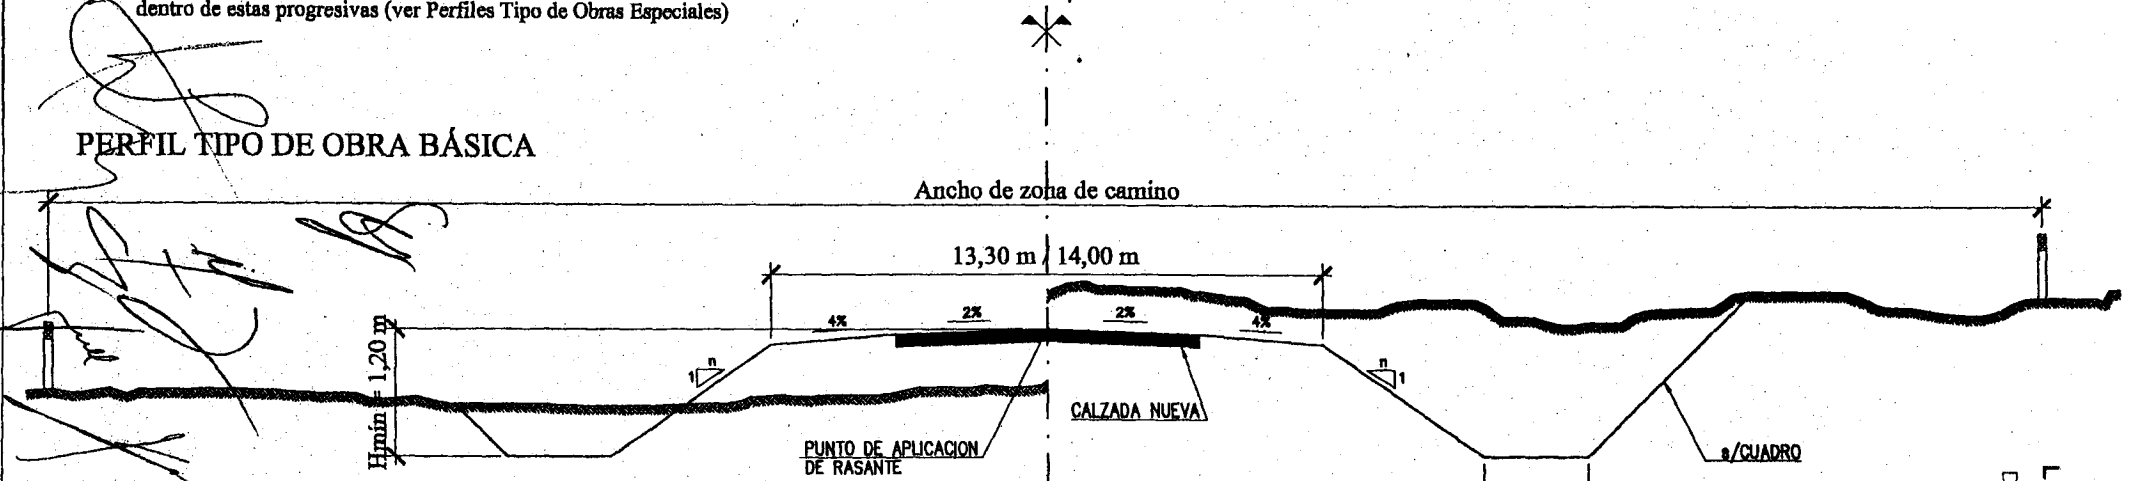 dentro de estas progresivas (ver Perfiles Tipo de Obras Especiales)
PERFIL TIPO DE OBRA BÁSICA
Ancho de zona de camino
13,30 m / 14,00 m
4%
2%
2%
4%
Hmín = 1,20 m
n
1
n
1
CALZADA NUEVA
PUNTO DE APLICACION
DE RASANTE
s/CUADRO